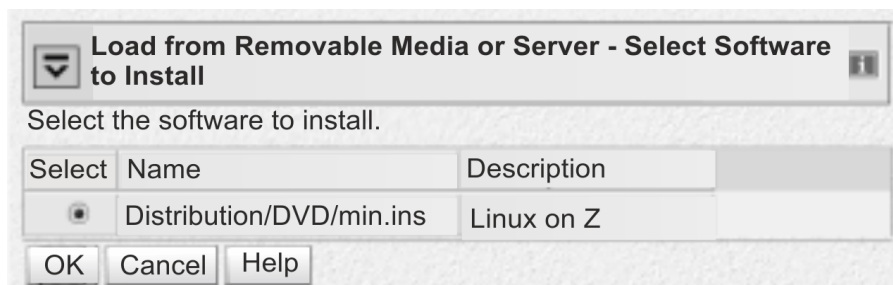 Load from Removable Media or Server - Select Software
to Install
i
Select the software to install.
Select Name Description
Distribution/DVD/min.ins Linux on Z
OK Cancel Help